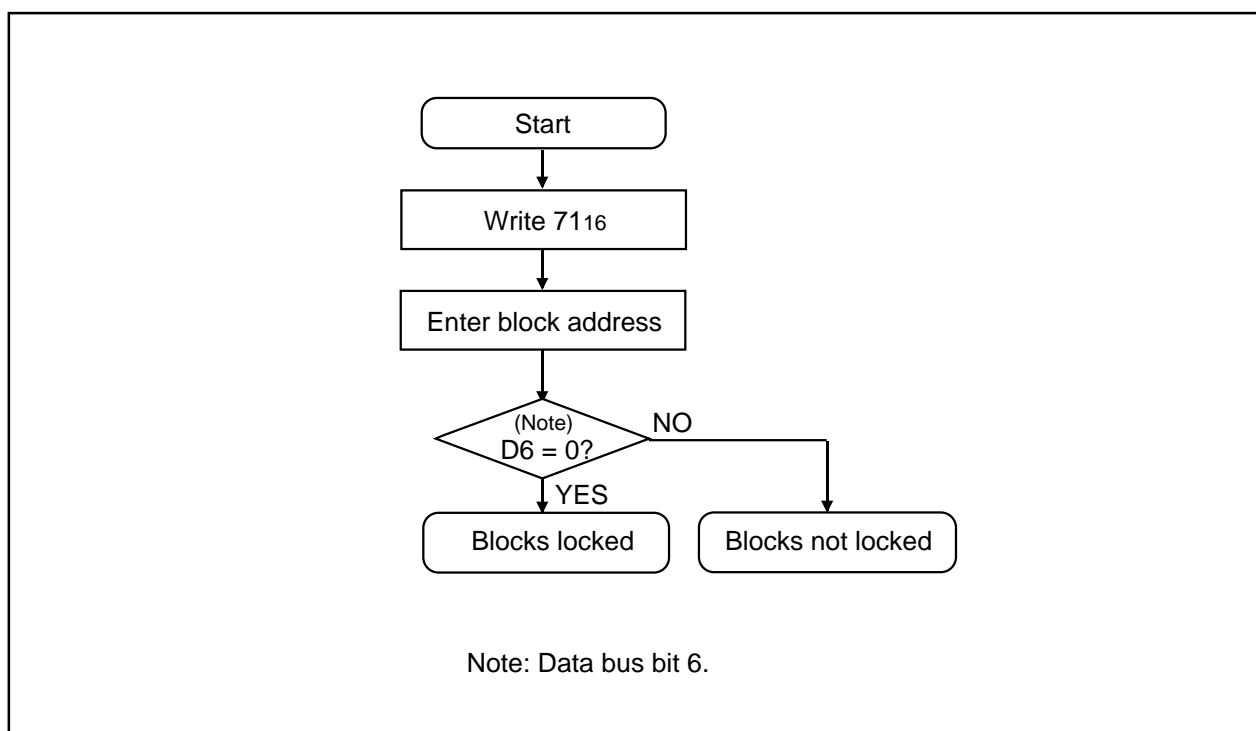 Start
Write 7116
Enter block address
(Note)
D6 = 0?
NO
YES
Blocks locked
Blocks not locked
Note: Data bus bit 6.